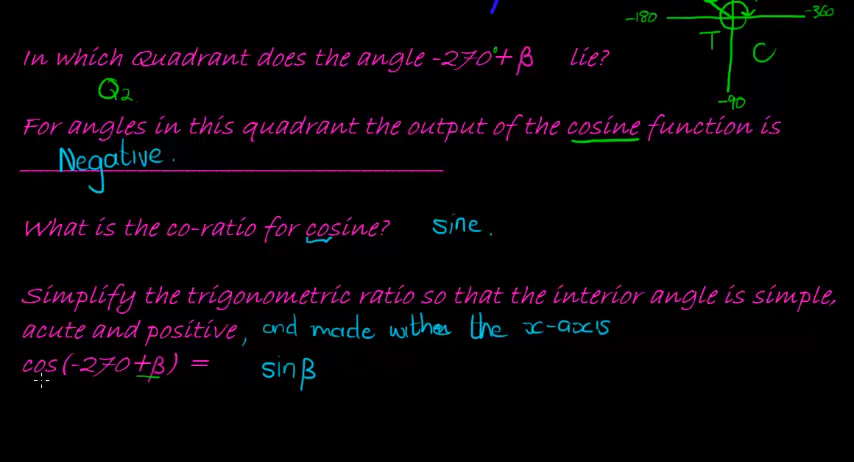 -180 -360
T C
-90
In which Quadrant does the angle -270°+β lie?
Q2
For angles in this quadrant the output of the cosine function is
Negative.
What is the co-ratio for cosine? sine.
Simplify the trigonometric ratio so that the interior angle is simple,
acute and positive, and made with the x-axis
cos(-270+β) = sinβ